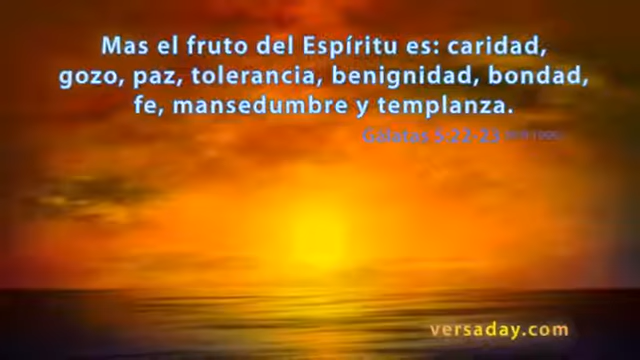 Mas el fruto del Espíritu es: caridad,
gozo, paz, tolerancia, benignidad, bondad,
fe, mansedumbre y templanza.
Gálatas 5:22-23
versaday.com